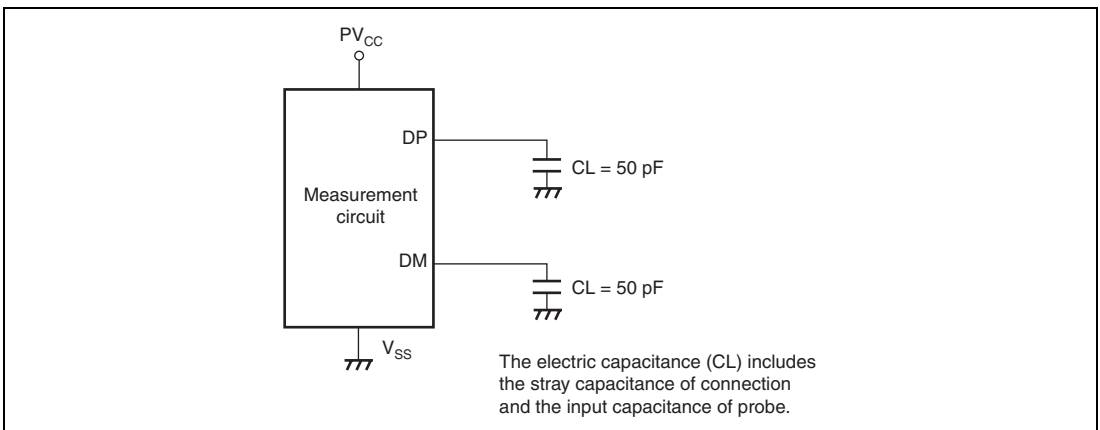 PVCC
DP
CL = 50 pF
Measurement
circuit
DM
CL = 50 pF
VSS
The electric capacitance (CL) includes
the stray capacitance of connection
and the input capacitance of probe.